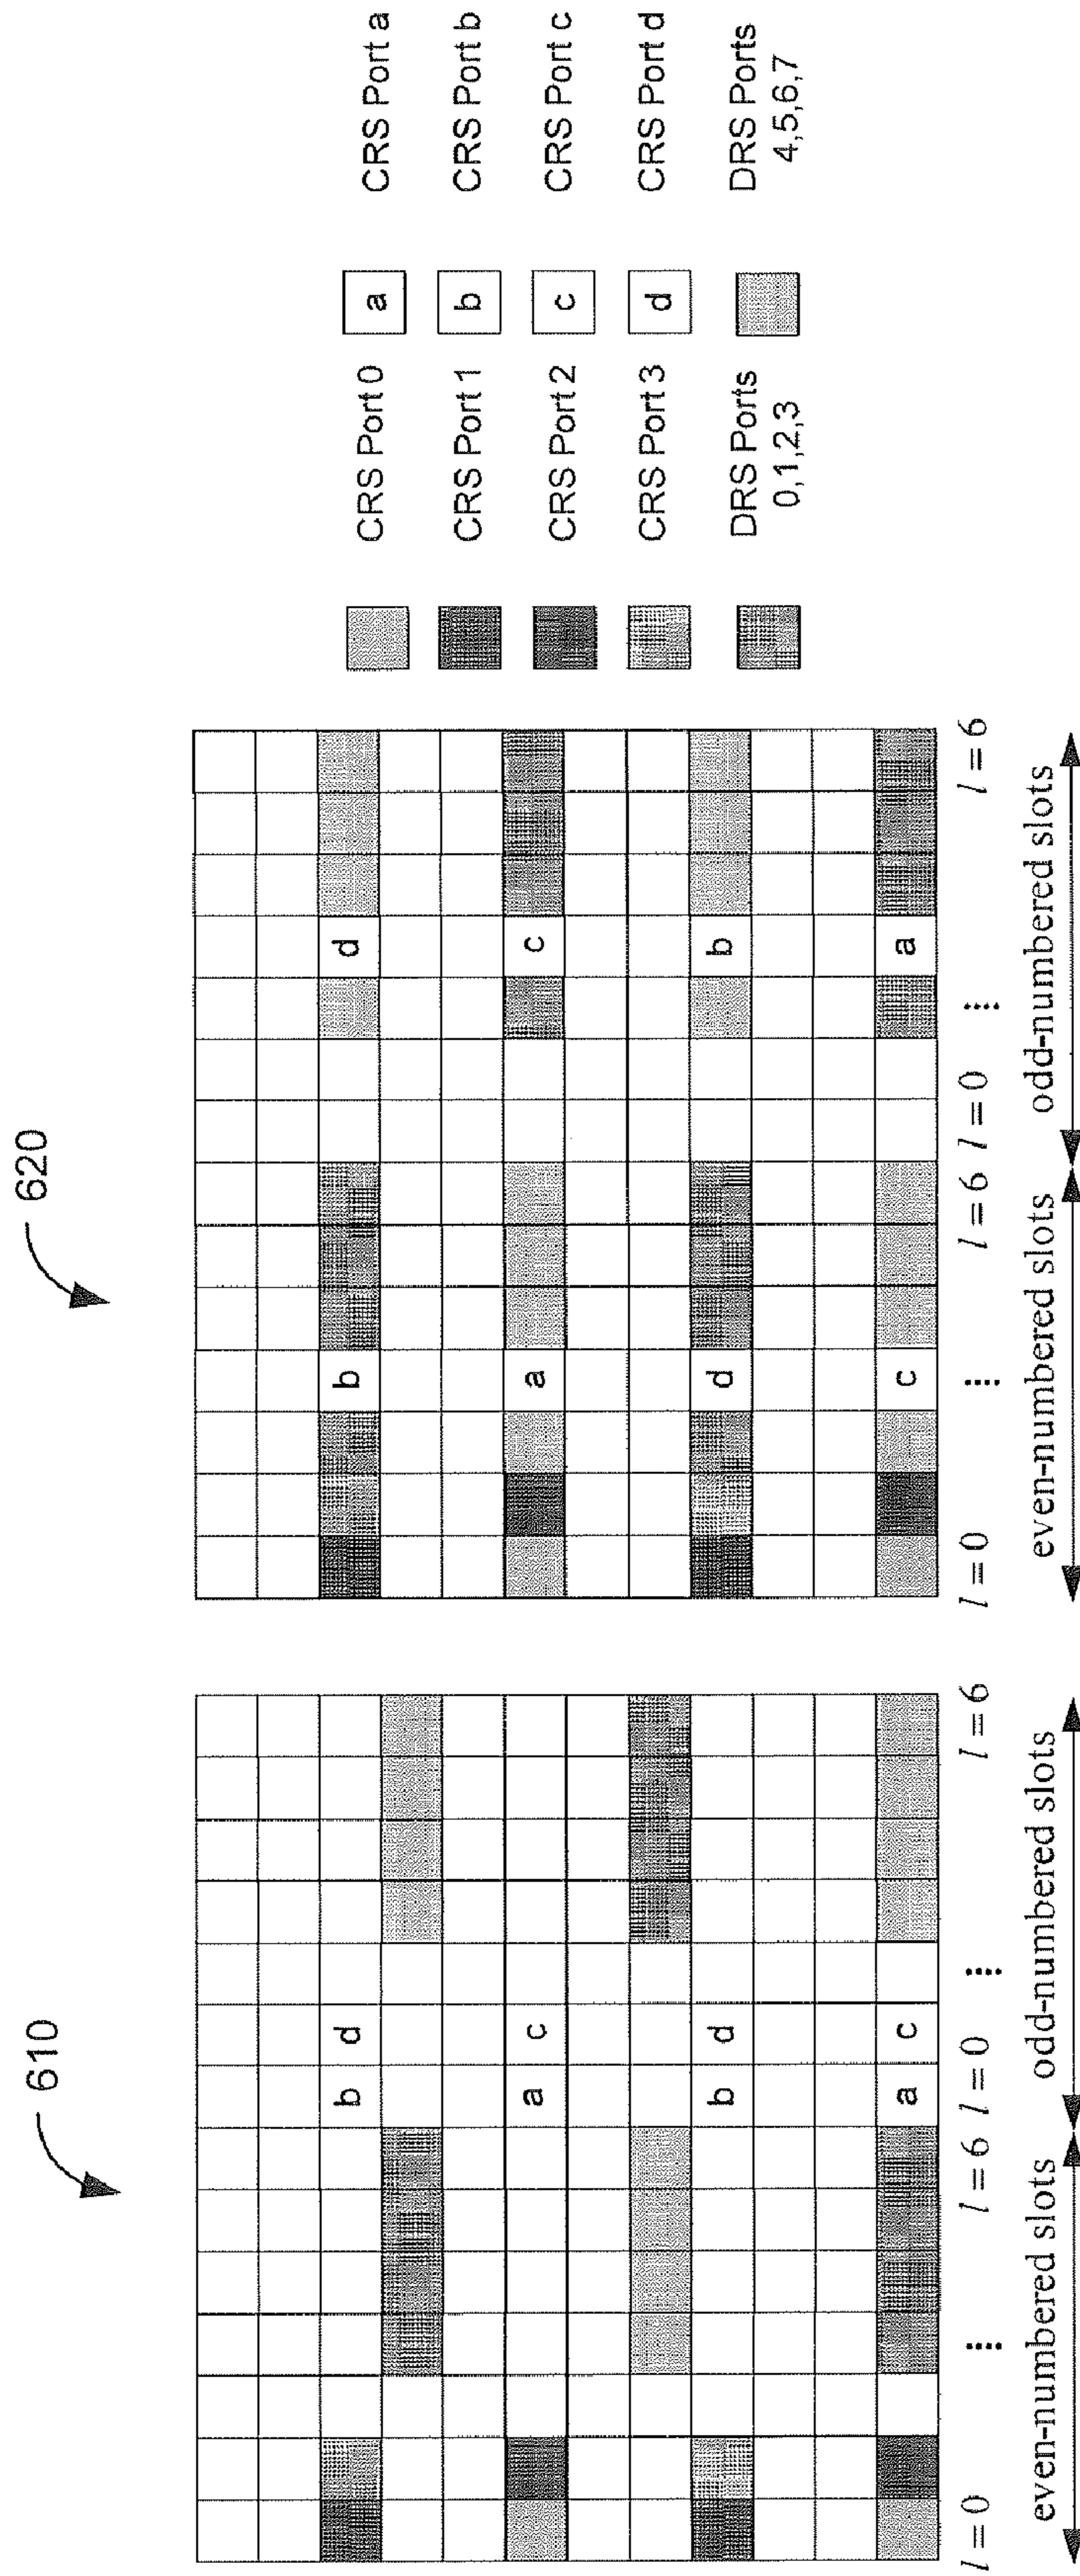 610
b d
a c
b d
a c
l = 0 ⋯ l = 6 l = 0 ⋯ l = 6
even-numbered slots odd-numbered slots
620
b d
a c
d b
c a
l = 0 ⋯ l = 6 l = 0 ⋯ l = 6
even-numbered slots odd-numbered slots
CRS Port 0 a CRS Port a
CRS Port 1 b CRS Port b
CRS Port 2 c CRS Port c
CRS Port 3 d CRS Port d
DRS Ports
0,1,2,3
DRS Ports
4,5,6,7